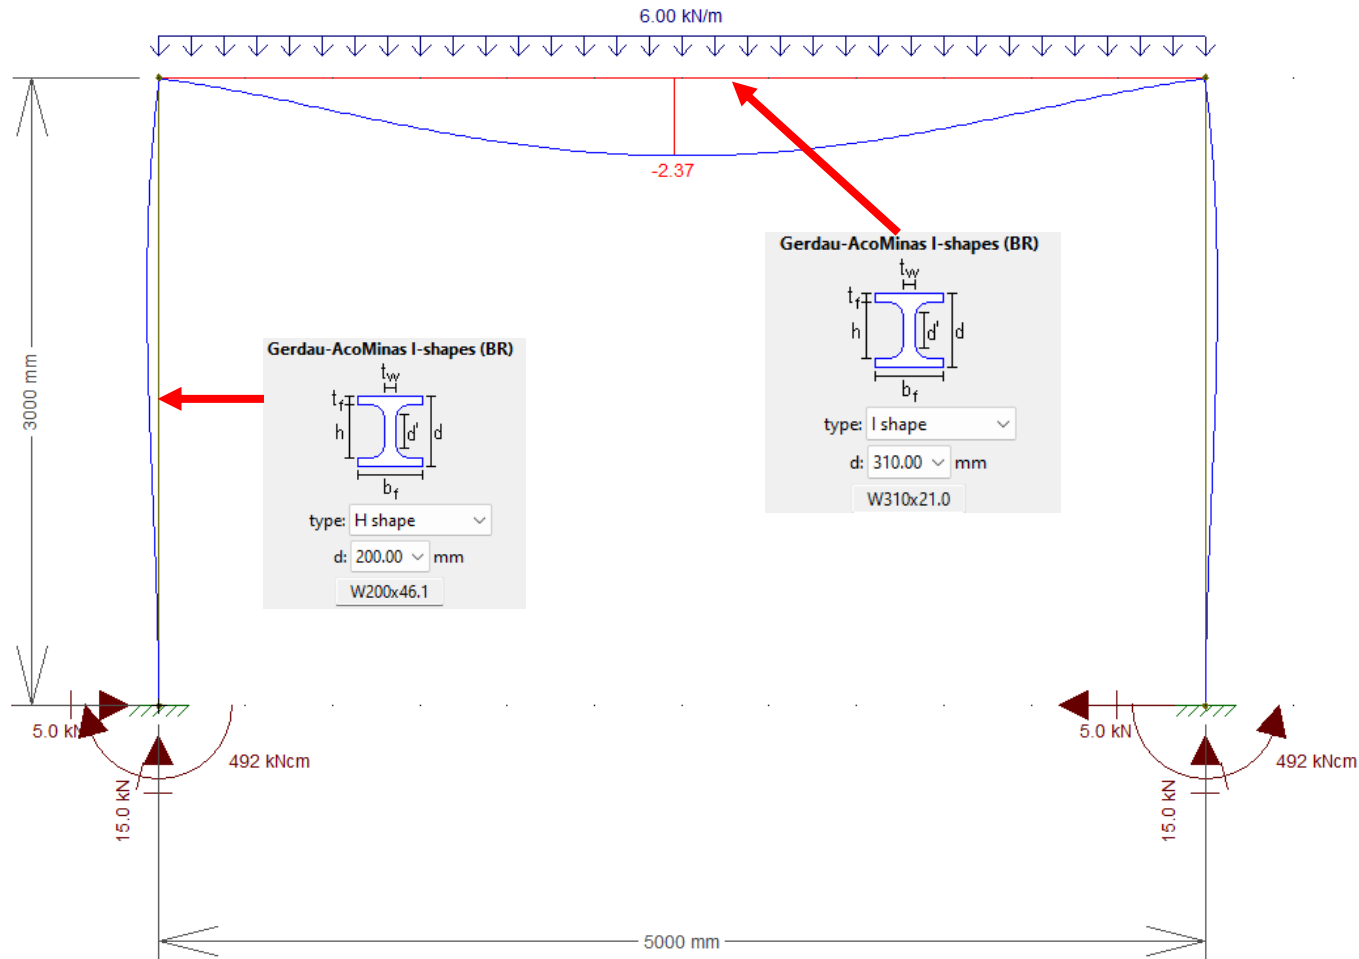 6.00 kN/m
-2.37
Gerdau-AcoMinas I-shapes (BR)
tw
tf
h
d'
d
bf
type: I shape
d: 310.00 mm
W310x21.0
Gerdau-AcoMinas I-shapes (BR)
tw
tf
h
d'
d
bf
type: H shape
d: 200.00 mm
W200x46.1
3000 mm
5.0 kN
492 kNcm
15.0 kN
5.0 kN
492 kNcm
15.0 kN
5000 mm